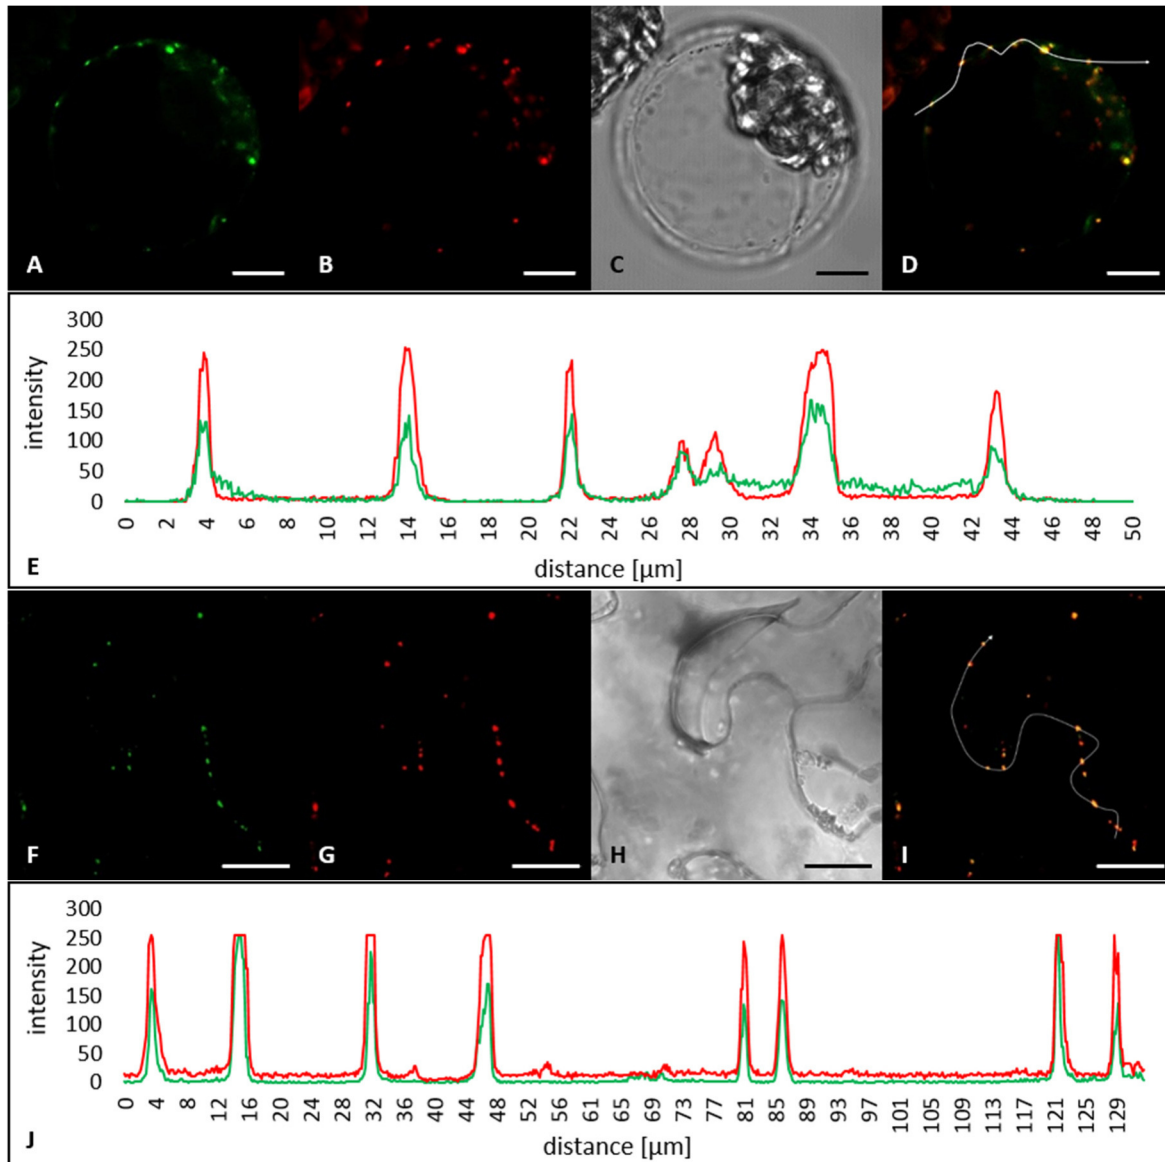 A B C D
300
250
200
150
100
50
0
intensity
0 2 4 6 8 10 12 14 16 18 20 22 24 26 28 30 32 34 36 38 40 42 44 46 48 50
distance [µm]
E
F G H I
300
250
200
150
100
50
0
intensity
0 4 8 12 16 20 24 28 32 36 40 44 48 52 56 61 65 69 73 77 81 85 89 93 97 101 105 109 113 117 121 125 129
distance [µm]
J